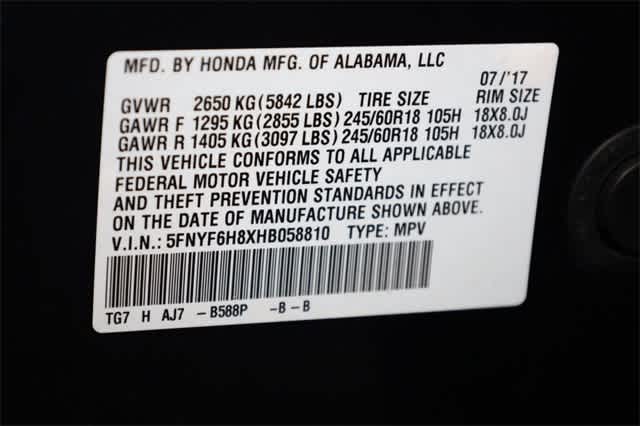 MFD. BY HONDA MFG. OF ALABAMA, LLC
07/'17
GVWR 2650 KG (5842 LBS) TIRE SIZE RIM SIZE
GAWR F 1295 KG (2855 LBS) 245/60R18 105H 18X8.0J
GAWR R 1405 KG (3097 LBS) 245/60R18 105H 18X8.0J
THIS VEHICLE CONFORMS TO ALL APPLICABLE
FEDERAL MOTOR VEHICLE SAFETY
AND THEFT PREVENTION STANDARDS IN EFFECT
ON THE DATE OF MANUFACTURE SHOWN ABOVE.
V.I.N.: 5FNYF6H8XHB058810 TYPE: MPV
TG7 H AJ7 -B588P -B-B